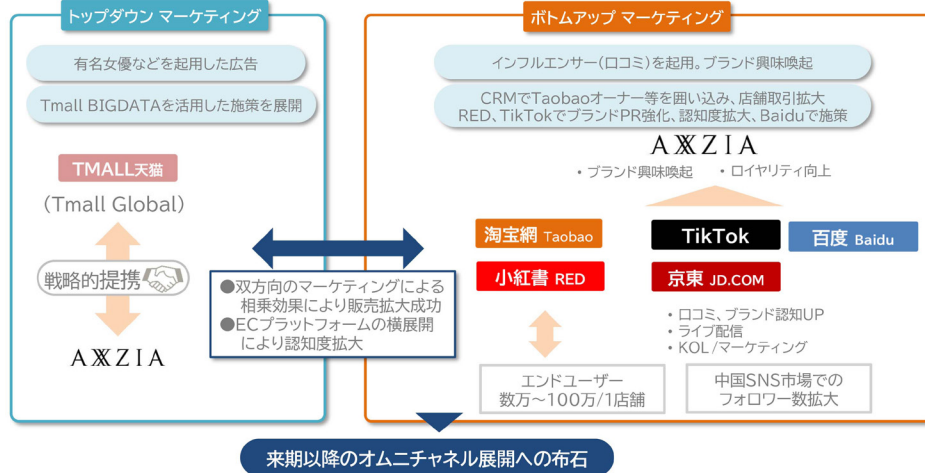 トップダウン マーケティング
有名女優などを起用した広告
Tmall BIGDATAを活用した施策を展開
TMALL天猫
(Tmall Global)
戦略的提携
AXXZIA
ボトムアップ マーケティング
インフルエンサー(口コミ)を起用。ブランド興味喚起
CRMでTaobaoオーナー等を囲い込み、店舗取引拡大
RED、TikTokでブランドPR強化、認知度拡大、Baiduで施策
AXXZIA
・ブランド興味喚起 ・ロイヤリティ向上
淘宝網 Taobao
TikTok
百度 Baidu
小紅書 RED
京東 JD.COM
・口コミ、ブランド認知UP
・ライブ配信
・KOL/マーケティング
エンドユーザー
数万~100万/1店舗
中国SNS市場での
フォロワー数拡大
●双方向のマーケティングによる
相乗効果により販売拡大成功
●ECプラットフォームの横展開
により認知度拡大
来期以降のオムニチャネル展開への布石